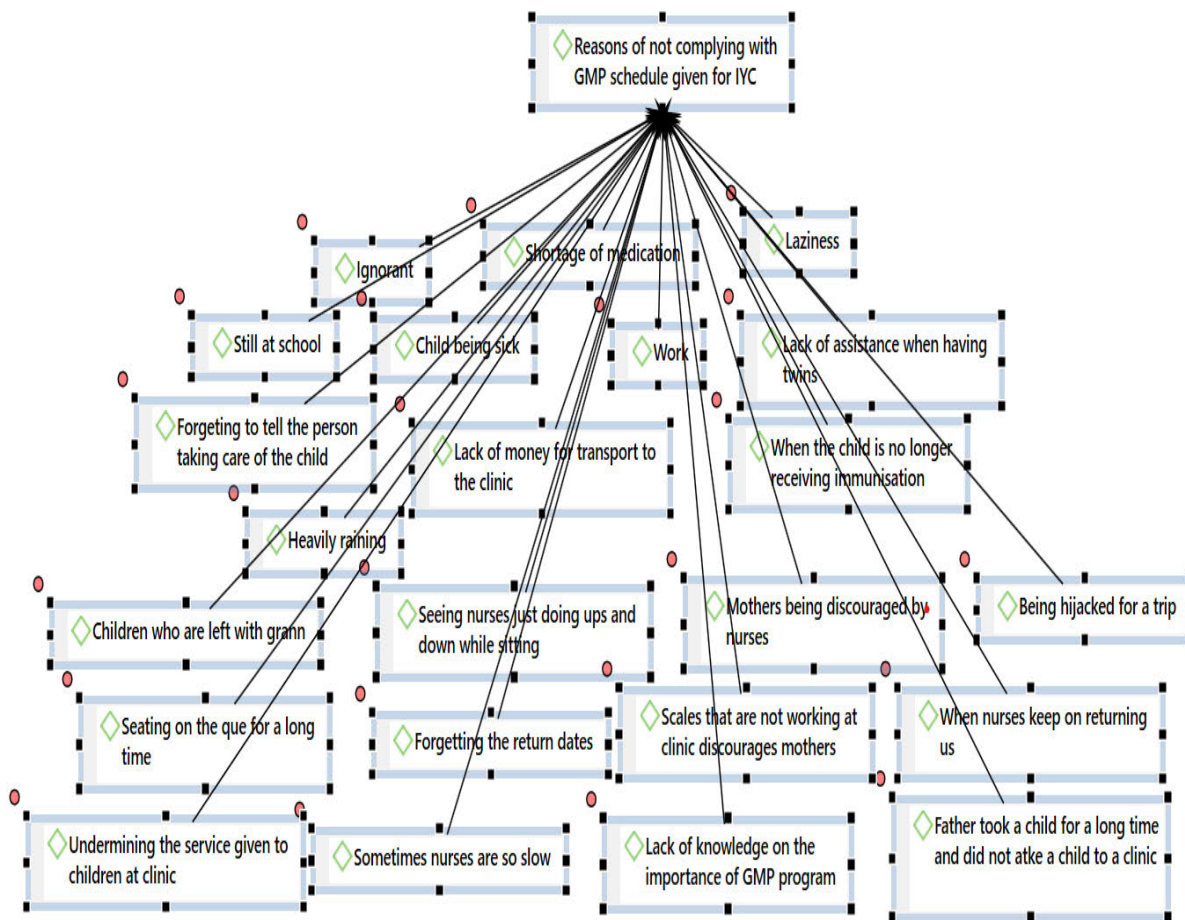 Reasons of not complying with
GMP schedule given for IYC
Ignorant
Shortage of medication
Laziness
Still at school
Child being sick
Work
Lack of assistance when having
twins
Forgeting to tell the person
taking care of the child
Lack of money for transport to
the clinic
When the child is no longer
receiving immunisation
Heavily raining
Children who are left with grann
Seeing nurses just doing ups and
down while sitting
Mothers being discouraged by
nurses
Being hijacked for a trip
Seating on the que for a long
time
Forgetting the return dates
Scales that are not working at
clinic discourages mothers
When nurses keep on returning
us
Undermining the service given to
children at clinic
Sometimes nurses are so slow
Lack of knowledge on the
importance of GMP program
Father took a child for a long time
and did not atke a child to a clinic